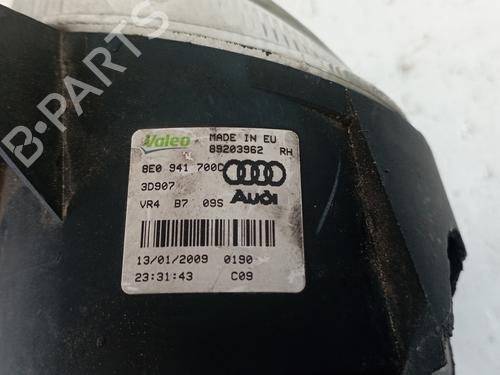 Valeo
MADE IN EU
89203962 RH
8E0 941 700C
3D907
VR4 B7 09S
Audi
13/01/2009 0190
23:31:43 C09
B-PARTS